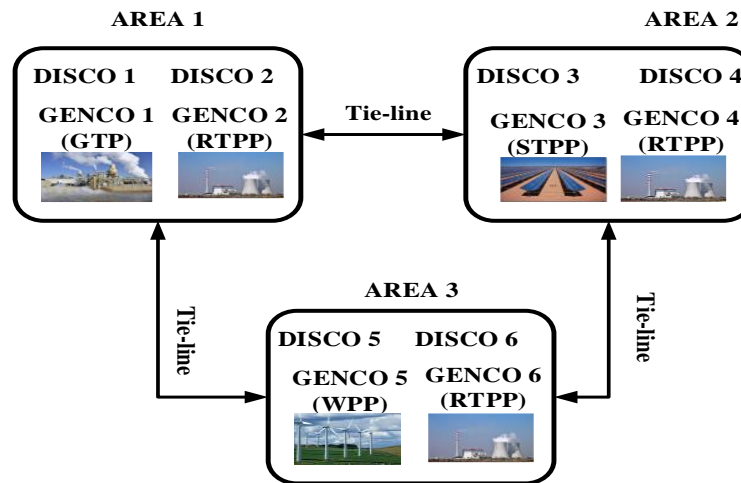 AREA 1
AREA 2
DISCO 1 DISCO 2
GENCO 1 GENCO 2
(GTP) (RTPP)
Tie-line
DISCO 3 DISCO 4
GENCO 3 GENCO 4
(STPP) (RTPP)
Tie-line
Tie-line
AREA 3
DISCO 5 DISCO 6
GENCO 5 GENCO 6
(WPP) (RTPP)